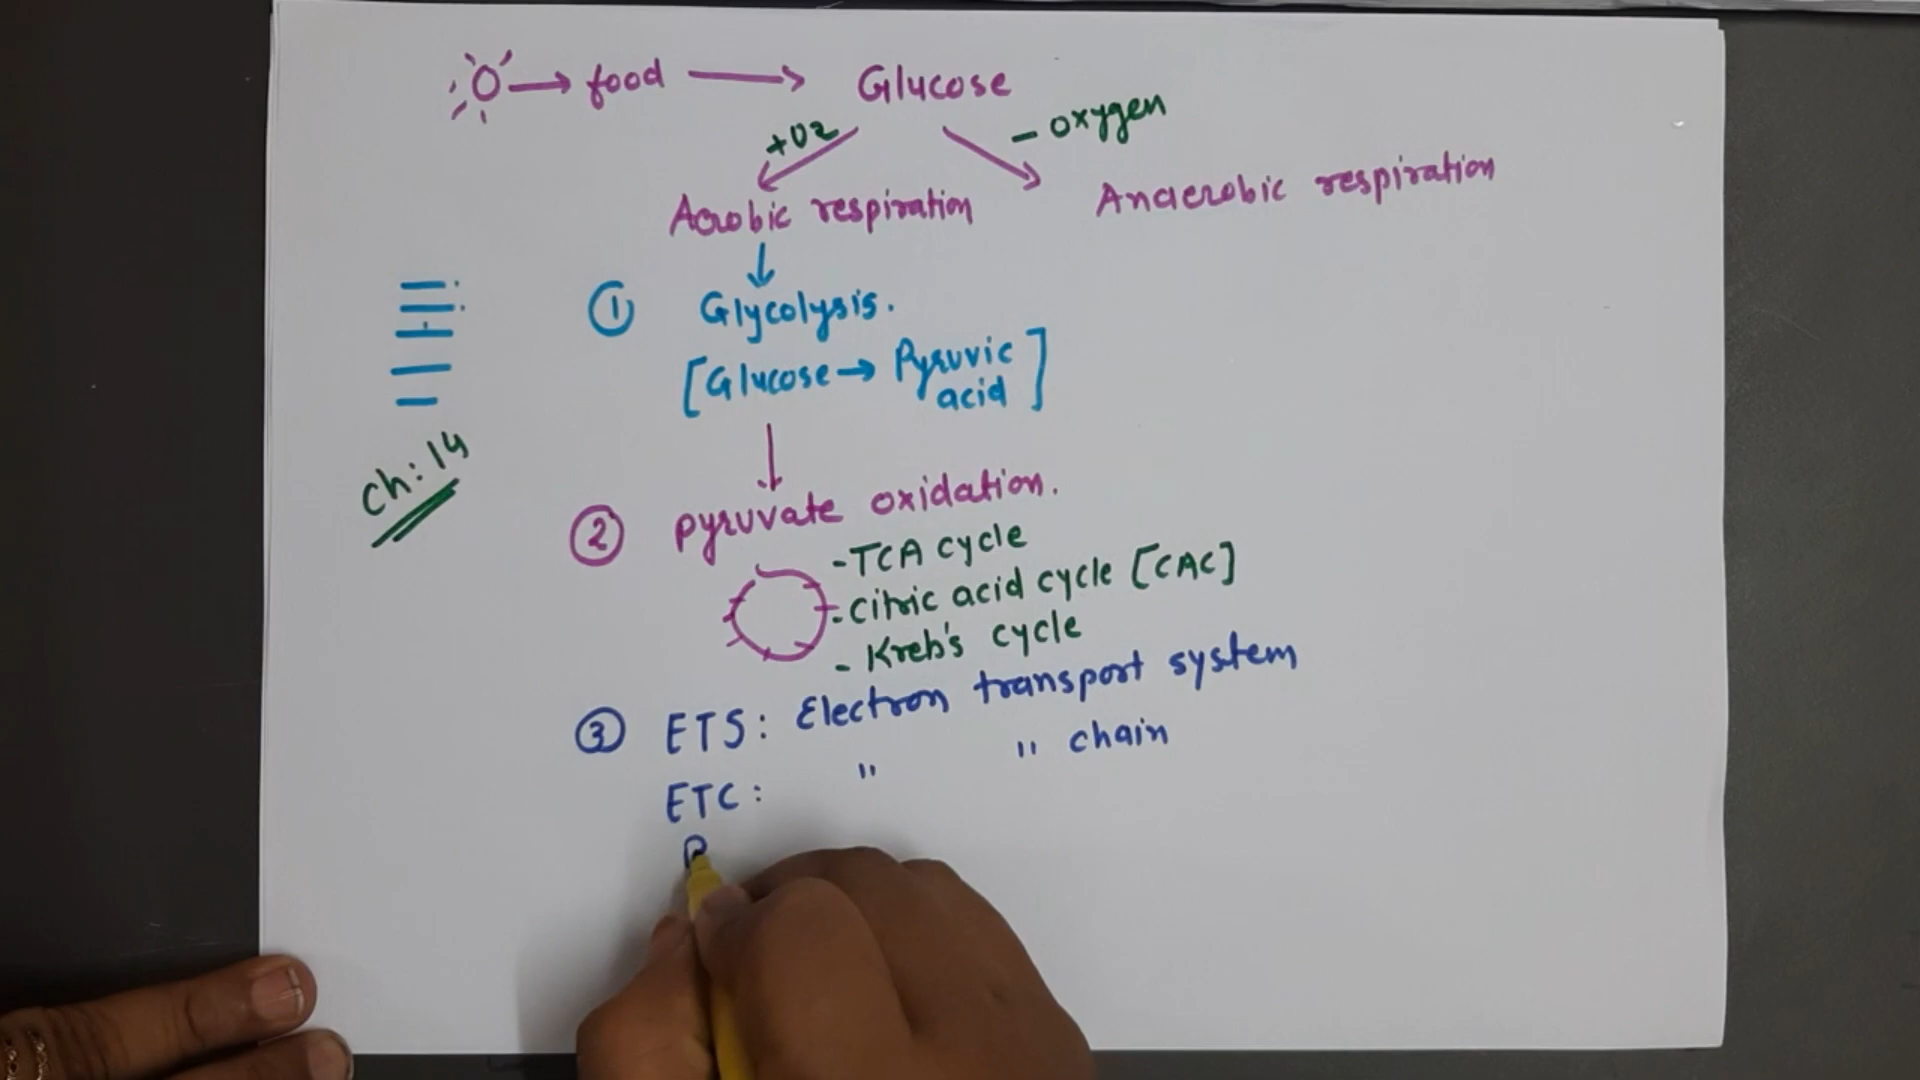 food → Glucose
+O2 - oxygen
Aerobic respiration Anaerobic respiration
① Glycolysis.
[Glucose → Pyruvic
acid]
Ch: 14
② pyruvate oxidation.
- TCA cycle
- Citric acid cycle [CAC]
- Kreb's cycle
③ ETS: Electron transport system
ETC: " " chain